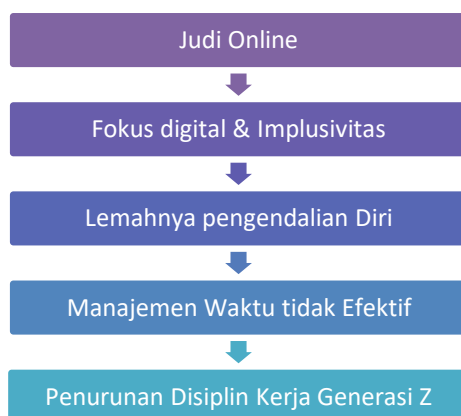 Judi Online
Fokus digital & Implusivitas
Lemahnya pengendalian Diri
Manajemen Waktu tidak Efektif
Penurunan Disiplin Kerja Generasi Z